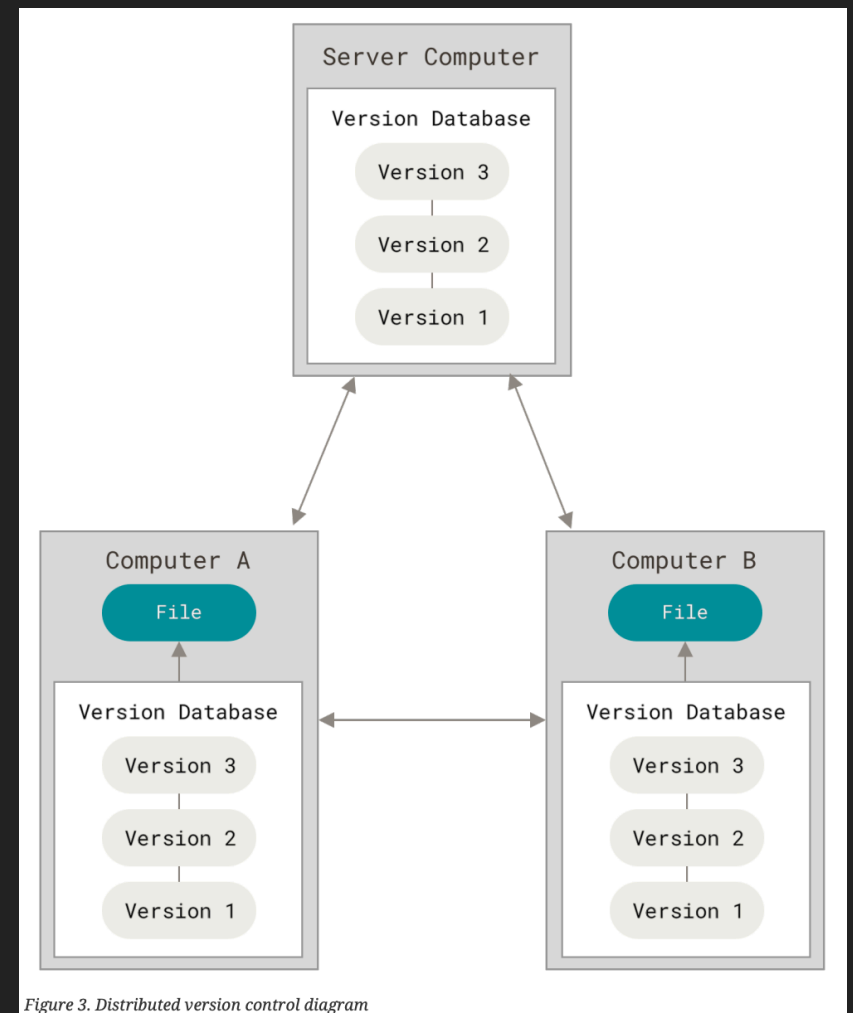 Server Computer
Version Database
Version 3
Version 2
Version 1
Computer A
File
Version Database
Version 3
Version 2
Version 1
Computer B
File
Version Database
Version 3
Version 2
Version 1
Figure 3. Distributed version control diagram